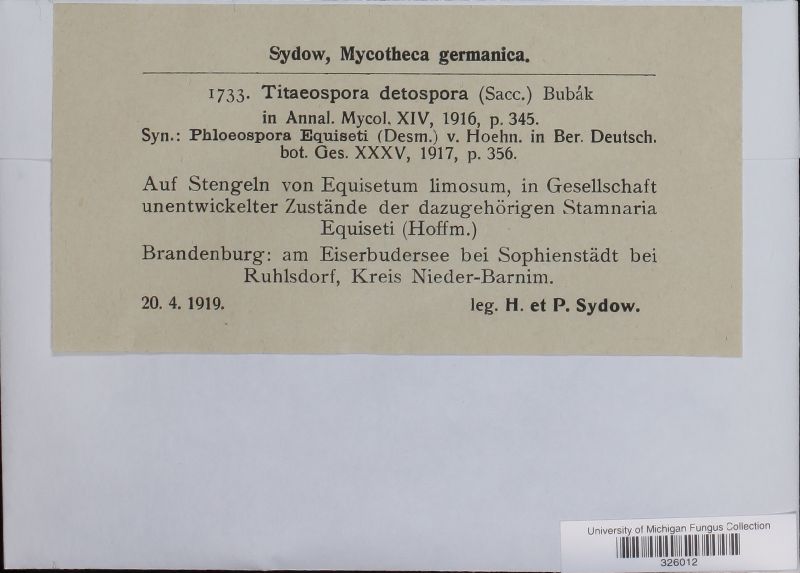 Sydow, Mycotheca germanica.
1733. Titaeospora detospora (Sacc.) Bubák
in Annal. Mycol. XIV, 1916, p. 345.
Syn.: Phloeospora Equiseti (Desm.) v. Hoehn. in Ber. Deutsch.
bot. Ges. XXXV, 1917, p. 356.
Auf Stengeln von Equisetum limosum, in Gesellschaft
unentwickelter Zustände der dazugehörigen Stamnaria
Equiseti (Hoffm.)
Brandenburg: am Eiserbudersee bei Sophienstädt bei
Ruhlsdorf, Kreis Nieder-Barnim.
20. 4. 1919. leg. H. et P. Sydow.
University of Michigan Fungus Collection
326012